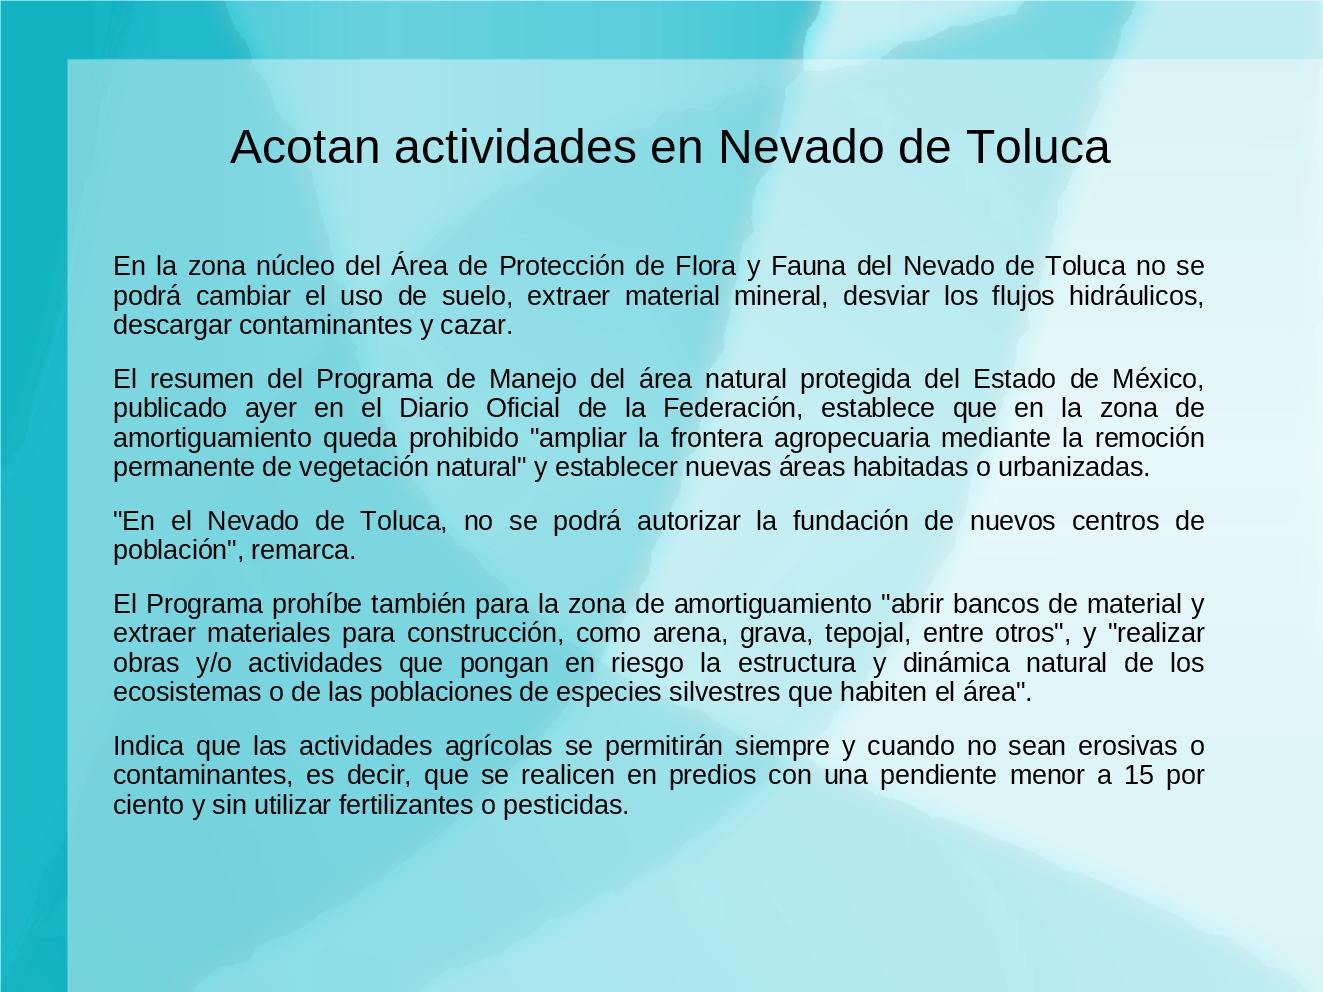 Acotan actividades en Nevado de Toluca
En la zona núcleo del Área de Protección de Flora y Fauna del Nevado de Toluca no se
podrá cambiar el uso de suelo, extraer material mineral, desviar los flujos hidráulicos,
descargar contaminantes y cazar.
El resumen del Programa de Manejo del área natural protegida del Estado de México,
publicado ayer en el Diario Oficial de la Federación, establece que en la zona de
amortiguamiento queda prohibido "ampliar la frontera agropecuaria mediante la remoción
permanente de vegetación natural" y establecer nuevas áreas habitadas o urbanizadas.
"En el Nevado de Toluca, no se podrá autorizar la fundación de nuevos centros de
población", remarca.
El Programa prohíbe también para la zona de amortiguamiento "abrir bancos de material y
extraer materiales para construcción, como arena, grava, tepojal, entre otros", y "realizar
obras y/o actividades que pongan en riesgo la estructura y dinámica natural de los
ecosistemas o de las poblaciones de especies silvestres que habiten el área".
Indica que las actividades agrícolas se permitirán siempre y cuando no sean erosivas o
contaminantes, es decir, que se realicen en predios con una pendiente menor a 15 por
ciento y sin utilizar fertilizantes o pesticidas.